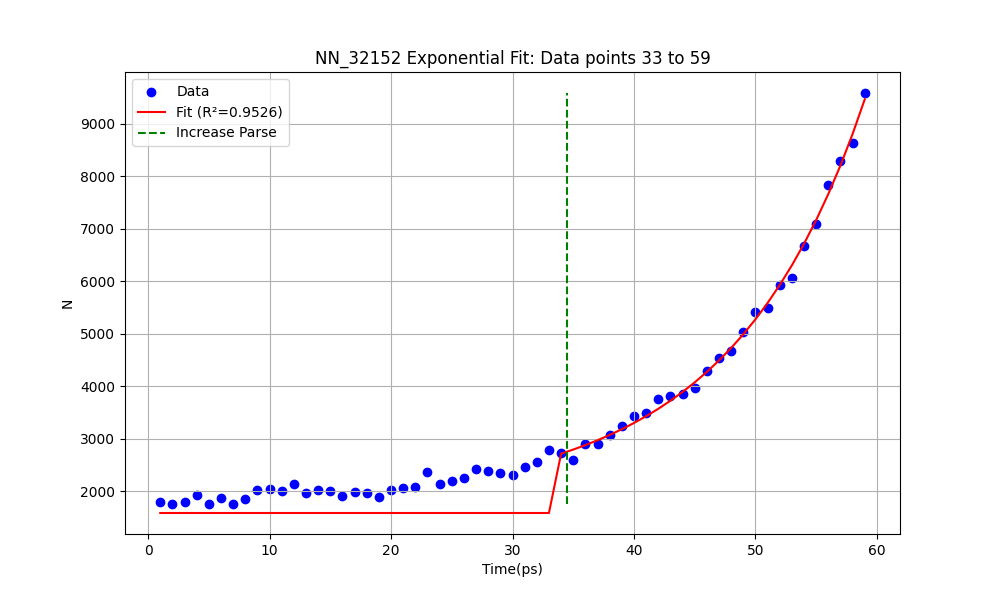 NN_32152 Exponential Fit: Data points 33 to 59
Data
Fit (R²=0.9526)
Increase Parse
9000
8000
7000
6000
5000
4000
3000
2000
N
0
10
20
30
40
50
60
Time(ps)